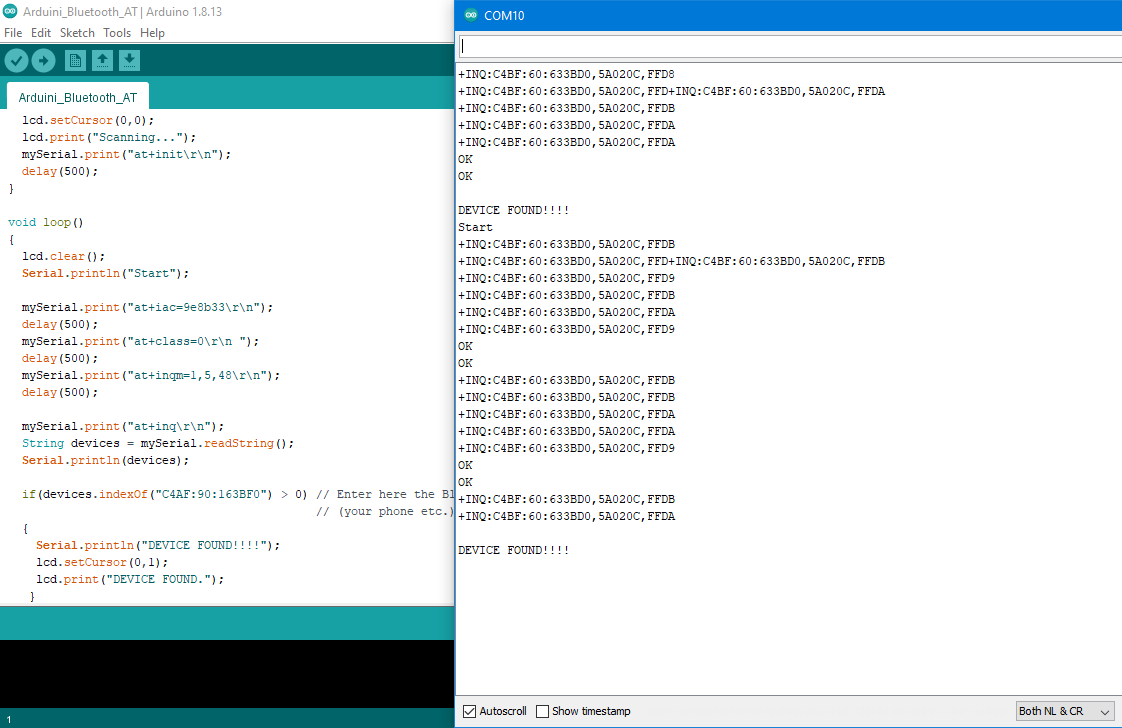 Arduini_Bluetooth_AT | Arduino 1.8.13
File Edit Sketch Tools Help
Arduini_Bluetooth_AT
lcd.setCursor(0,0);
lcd.print("Scanning...");
mySerial.print("at+init\r\n");
delay(500);
}
void loop()
{
lcd.clear();
Serial.println("Start");
mySerial.print("at+iac=9e8b33\r\n");
delay(500);
mySerial.print("at+class=0\r\n ");
delay(500);
mySerial.print("at+inqm=1,5,48\r\n");
delay(500);
mySerial.print("at+inq\r\n");
String devices = mySerial.readString();
Serial.println(devices);
if(devices.indexOf("C4AF:90:163BF0") > 0) // Enter here the Bl
// (your phone etc.)
{
Serial.println("DEVICE FOUND!!!!");
lcd.setCursor(0,1);
lcd.print("DEVICE FOUND.");
}
1
COM10
+INQ:C4BF:60:633BD0,5A020C,FFD8
+INQ:C4BF:60:633BD0,5A020C,FFD+INQ:C4BF:60:633BD0,5A020C,FFDA
+INQ:C4BF:60:633BD0,5A020C,FFDB
+INQ:C4BF:60:633BD0,5A020C,FFDA
+INQ:C4BF:60:633BD0,5A020C,FFDA
OK
OK
DEVICE FOUND!!!!
Start
+INQ:C4BF:60:633BD0,5A020C,FFDB
+INQ:C4BF:60:633BD0,5A020C,FFD+INQ:C4BF:60:633BD0,5A020C,FFDB
+INQ:C4BF:60:633BD0,5A020C,FFD9
+INQ:C4BF:60:633BD0,5A020C,FFDB
+INQ:C4BF:60:633BD0,5A020C,FFDA
+INQ:C4BF:60:633BD0,5A020C,FFD9
OK
OK
+INQ:C4BF:60:633BD0,5A020C,FFDB
+INQ:C4BF:60:633BD0,5A020C,FFDB
+INQ:C4BF:60:633BD0,5A020C,FFDA
+INQ:C4BF:60:633BD0,5A020C,FFDA
+INQ:C4BF:60:633BD0,5A020C,FFD9
OK
OK
+INQ:C4BF:60:633BD0,5A020C,FFDB
+INQ:C4BF:60:633BD0,5A020C,FFDA
DEVICE FOUND!!!!
Autoscroll Show timestamp Both NL & CR